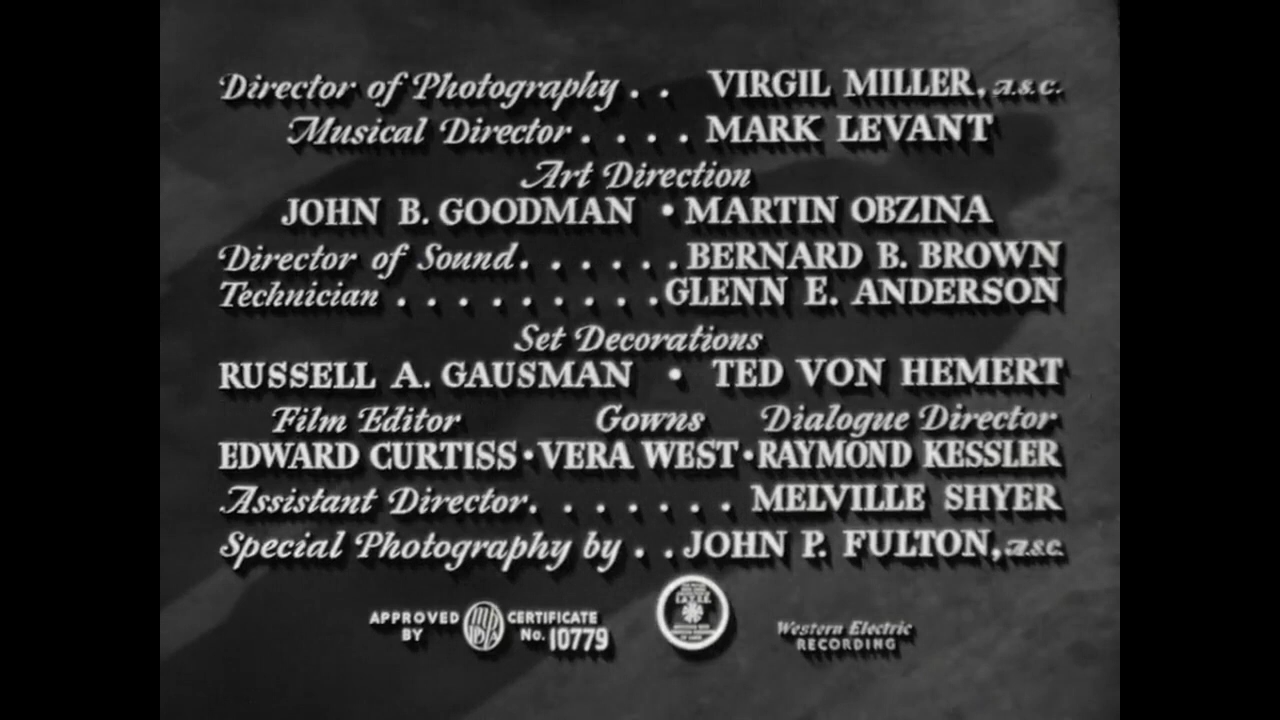 Director of Photography . . VIRGIL MILLER, A.S.C.
Musical Director . . . . MARK LEVANT
Art Direction
JOHN B. GOODMAN • MARTIN OBZINA
Director of Sound . . . . . . BERNARD B. BROWN
Technician . . . . . . . . . GLENN E. ANDERSON
Set Decorations
RUSSELL A. GAUSMAN • TED VON HEMERT
Film Editor Gowns Dialogue Director
EDWARD CURTISS • VERA WEST • RAYMOND KESSLER
Assistant Director . . . . . . . MELVILLE SHYER
Special Photography by . . JOHN P. FULTON, A.S.C.
APPROVED BY MPPDA CERTIFICATE No. 10779
I.A.T.S.E.
Western Electric
RECORDING